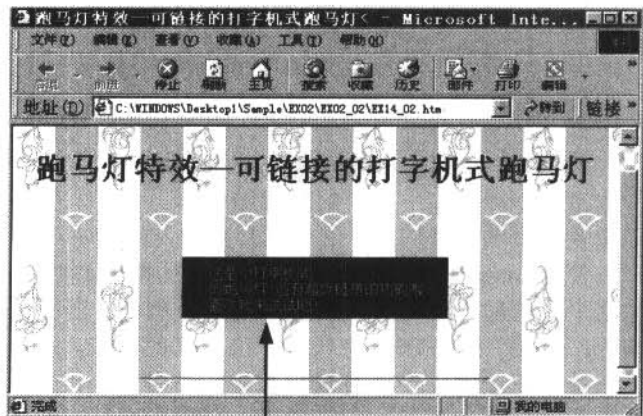 跑马灯特效—可链接的打字机式跑马灯< - Microsoft Inte...
文件(F) 编辑(E) 查看(V) 收藏(A) 工具(T) 帮助(H)
后退 前进 停止 刷新 主页 搜索 收藏 历史 邮件 打印 编辑
地址(D) C:\WINDOWS\Desktop1\Sample\EX02\EX02_02\EX14_02.htm 转到 链接 »
跑马灯特效—可链接的打字机式跑马灯
完成 我的电脑